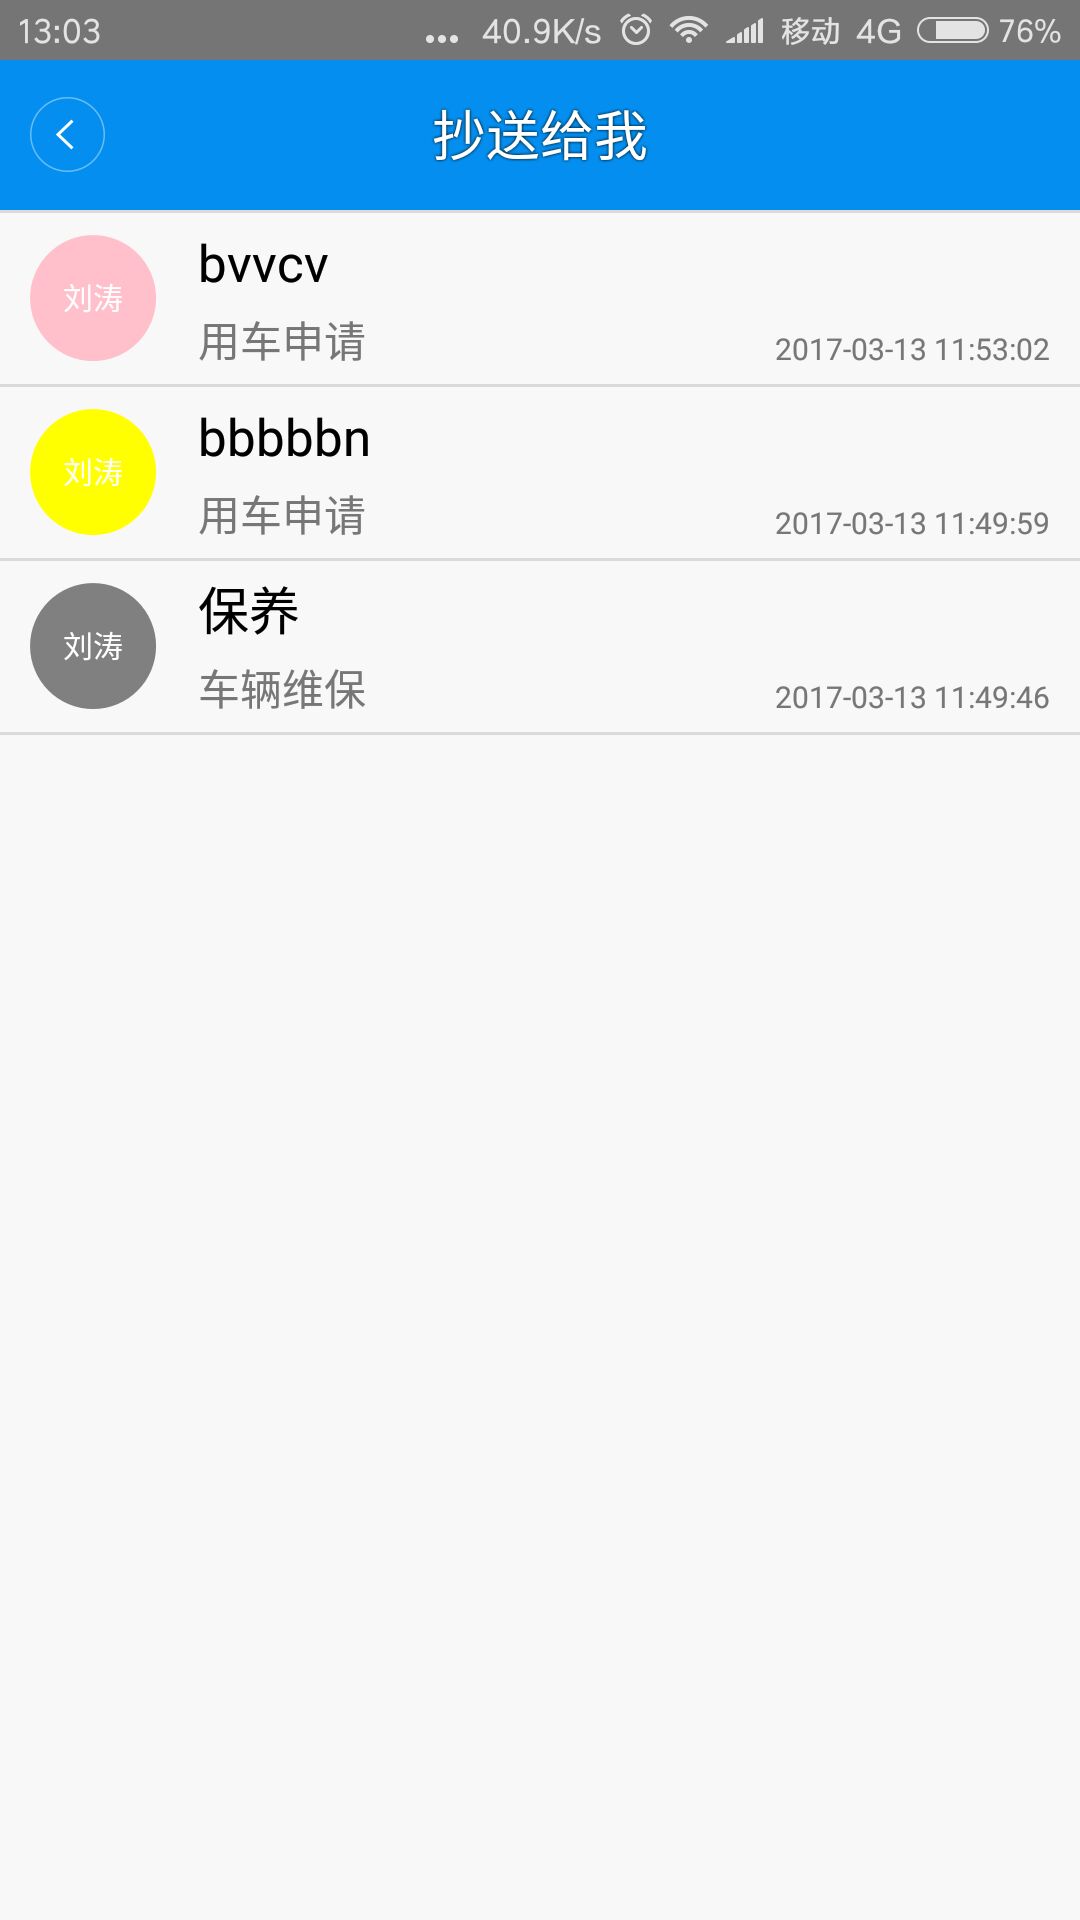 13:03 ... 40.9K/s 移动 4G 76%
抄送给我
刘涛
bvvcv
用车申请
2017-03-13 11:53:02
刘涛
bbbbbn
用车申请
2017-03-13 11:49:59
刘涛
保养
车辆维保
2017-03-13 11:49:46